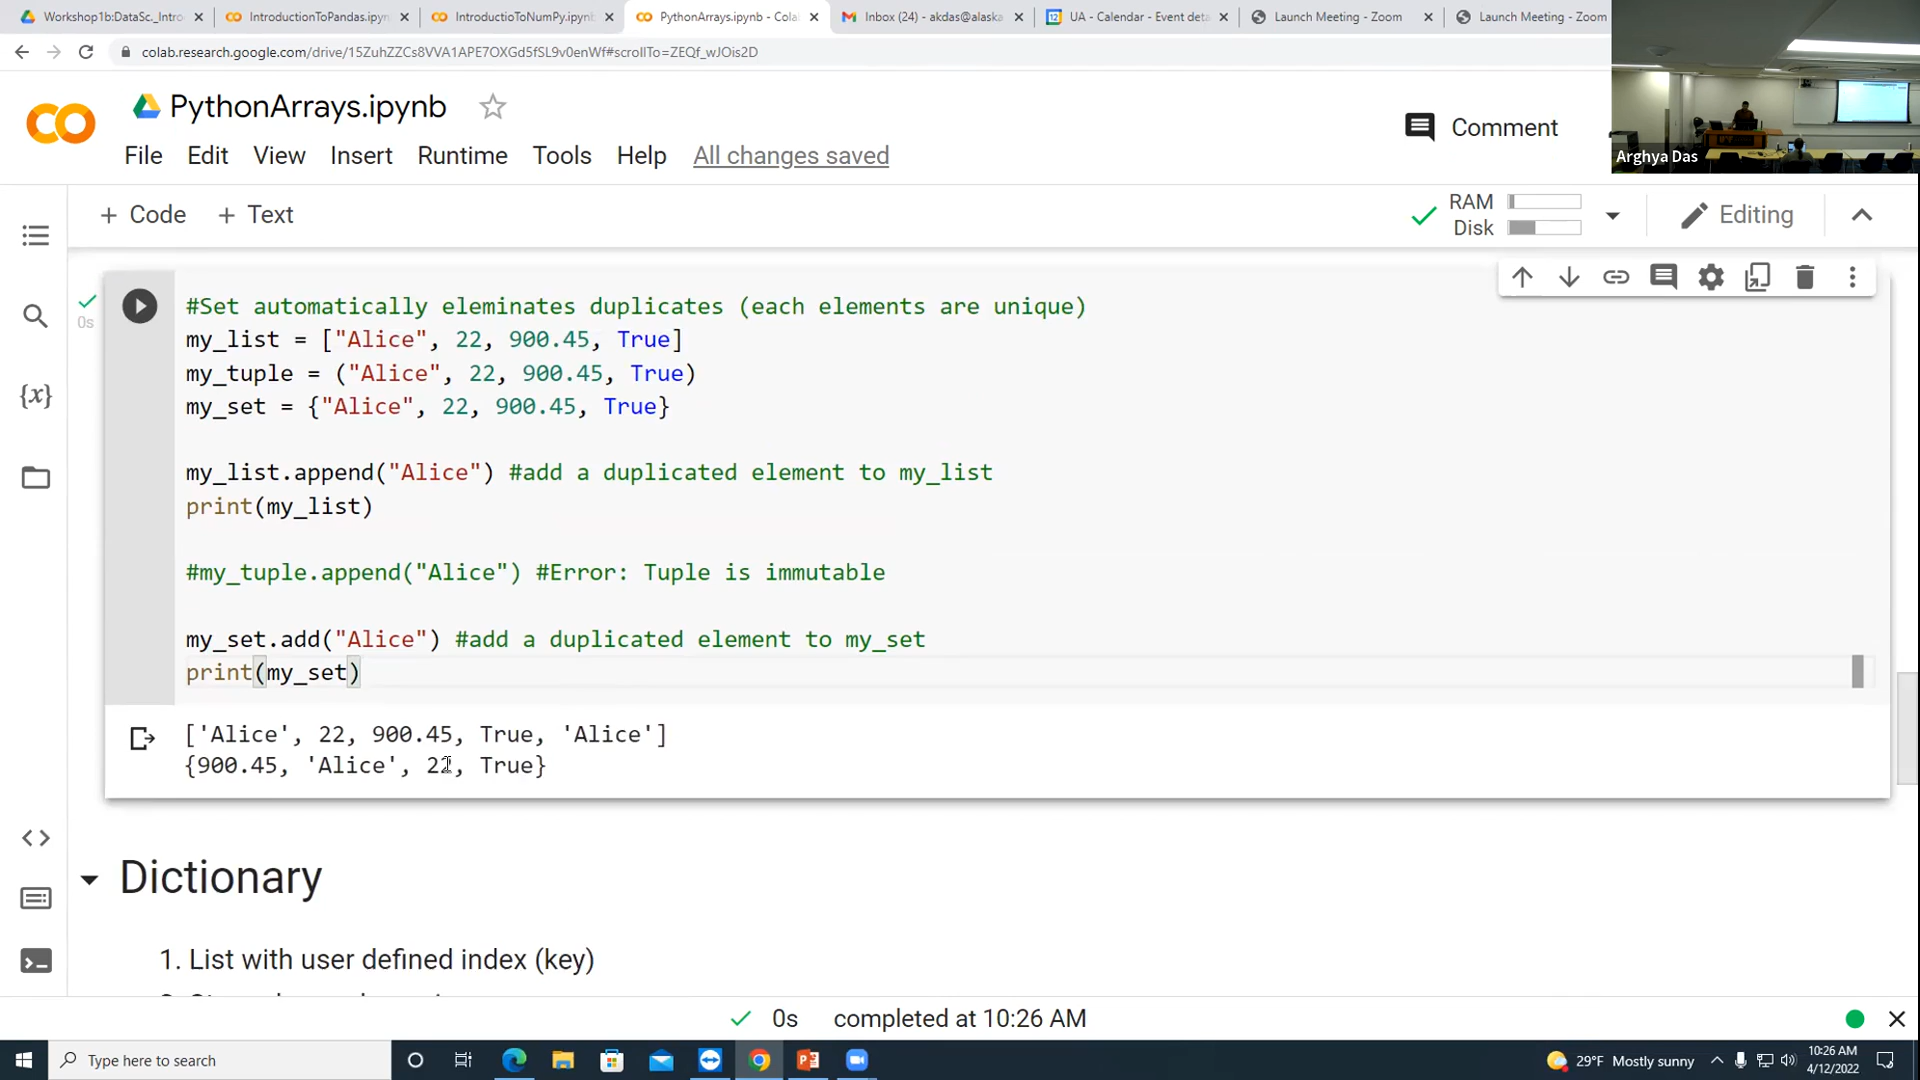 Workshop1b:DataSc._Intro
IntroductionToPandas.ipyn
IntroductioToNumPy.ipynb
PythonArrays.ipynb - Cola
Inbox (24) - akdas@alaska
UA - Calendar - Event deta
Launch Meeting - Zoom
Launch Meeting - Zoom
colab.research.google.com/drive/15ZuhZZCs8VVA1APE7OXGd5fSL9v0enWf#scrollTo=ZEQf_wJOis2D
PythonArrays.ipynb
File Edit View Insert Runtime Tools Help All changes saved
Comment
Arghya Das
+ Code + Text
RAM
Disk
Editing
0s
#Set automatically eleminates duplicates (each elements are unique)
my_list = ["Alice", 22, 900.45, True]
my_tuple = ("Alice", 22, 900.45, True)
my_set = {"Alice", 22, 900.45, True}
my_list.append("Alice") #add a duplicated element to my_list
print(my_list)
#my_tuple.append("Alice") #Error: Tuple is immutable
my_set.add("Alice") #add a duplicated element to my_set
print(my_set)
['Alice', 22, 900.45, True, 'Alice']
{900.45, 'Alice', 22, True}
Dictionary
1. List with user defined index (key)
0s completed at 10:26 AM
Type here to search
29°F Mostly sunny
10:26 AM
4/12/2022